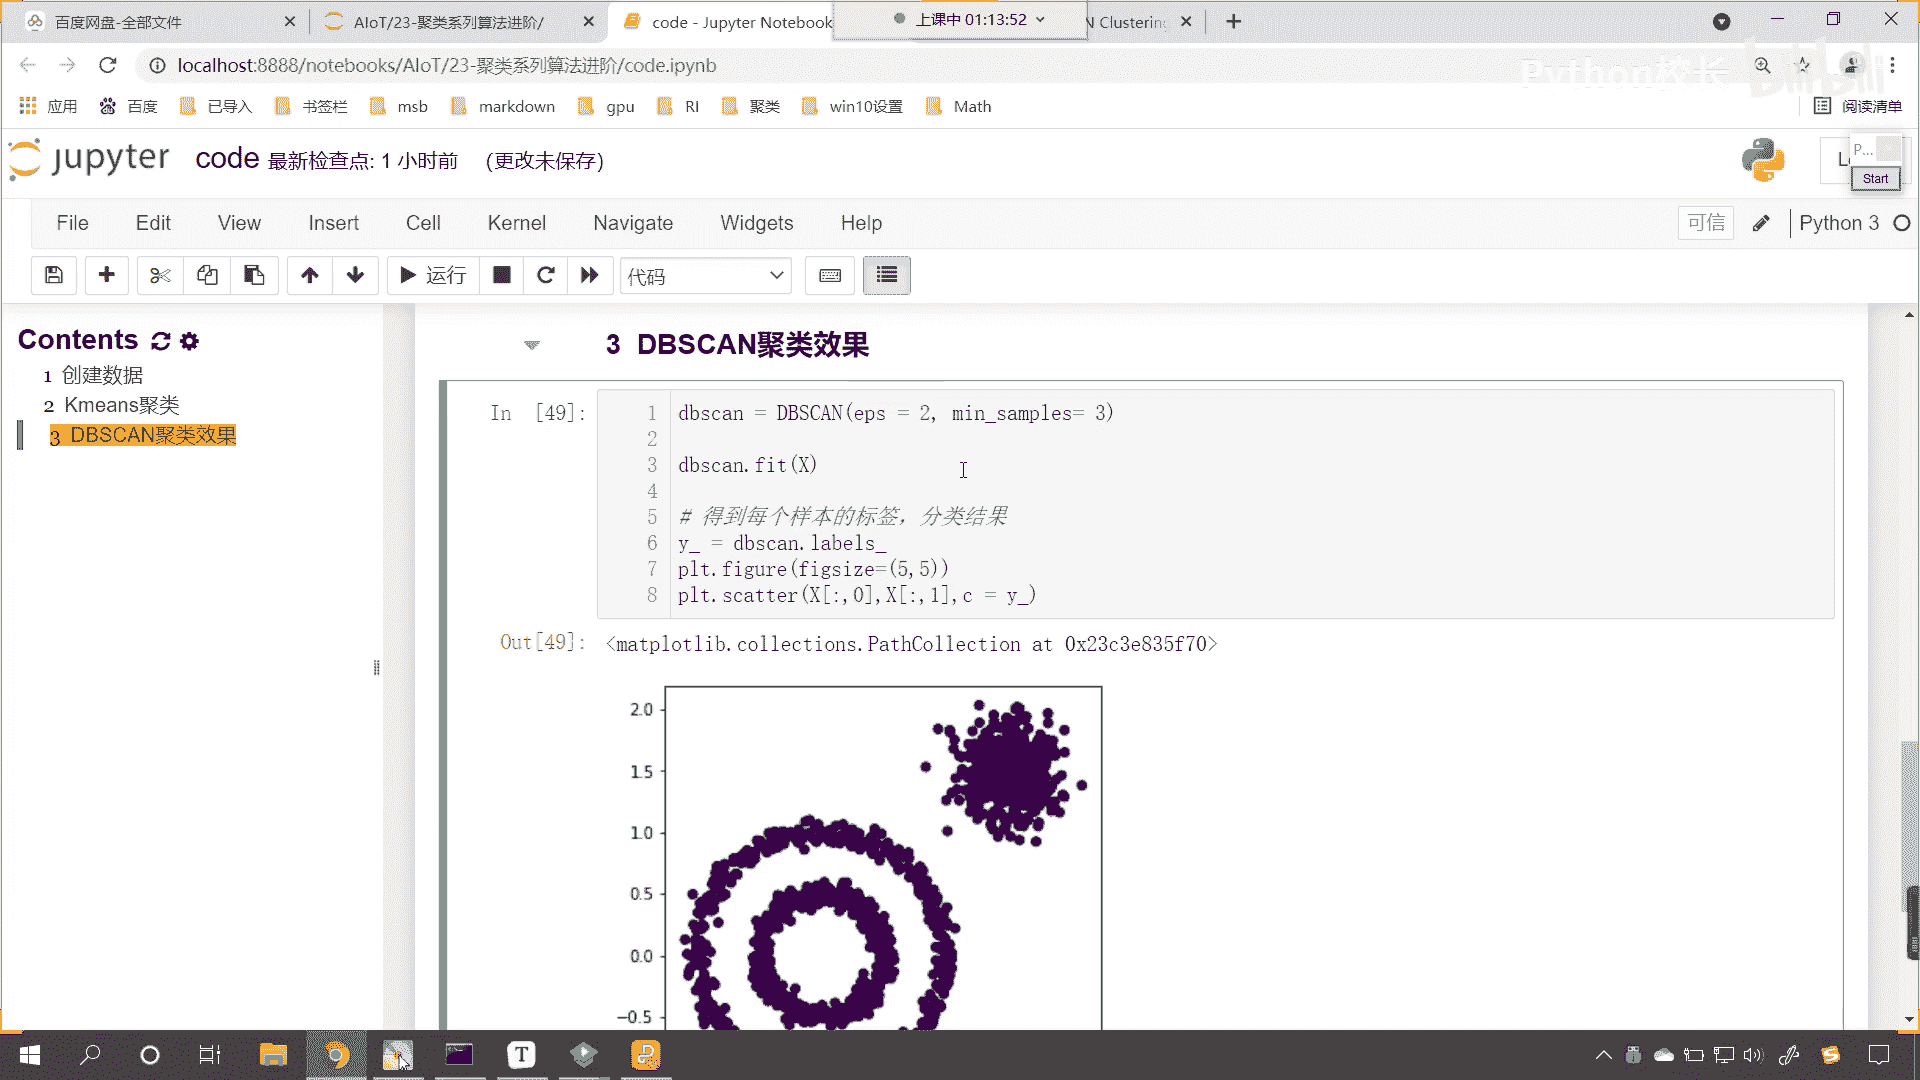 百度网盘-全部文件
AIoT/23-聚类系列算法进阶/
code - Jupyter Notebook
上课中 01:13:52
N Clustering
localhost:8888/notebooks/AIoT/23-聚类系列算法进阶/code.ipynb
Python校长
bilibili
应用 百度 已导入 书签栏 msb markdown gpu RI 聚类 win10设置 Math 阅读清单
jupyter code 最新检查点: 1 小时前 (更改未保存)
P...
Start
File Edit View Insert Cell Kernel Navigate Widgets Help 可信 Python 3
运行 代码
Contents
1 创建数据
2 Kmeans聚类
3 DBSCAN聚类效果
3 DBSCAN聚类效果
In [49]:
1 dbscan = DBSCAN(eps = 2, min_samples= 3)
2
3 dbscan.fit(X)
4
5 # 得到每个样本的标签，分类结果
6 y_ = dbscan.labels_
7 plt.figure(figsize=(5,5))
8 plt.scatter(X[:,0],X[:,1],c = y_)
Out[49]: <matplotlib.collections.PathCollection at 0x23c3e835f70>
2.0
1.5
1.0
0.5
0.0
−0.5